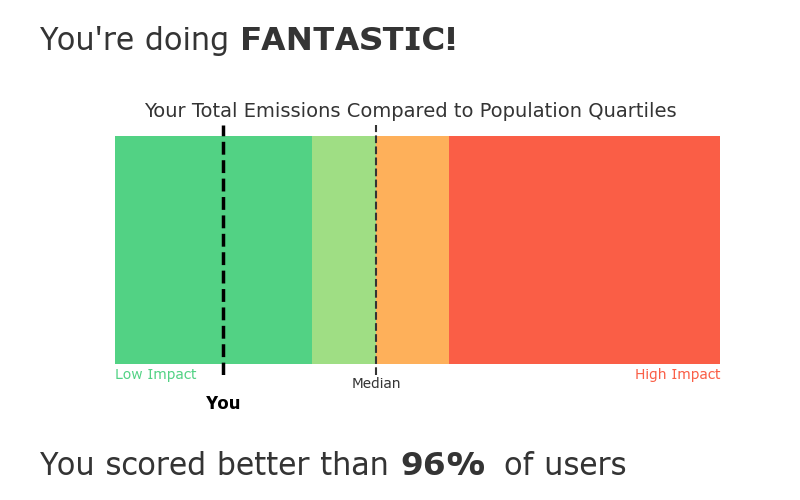 You're doing FANTASTIC!
Your Total Emissions Compared to Population Quartiles
Low Impact
Median
High Impact
You
You scored better than 96% of users